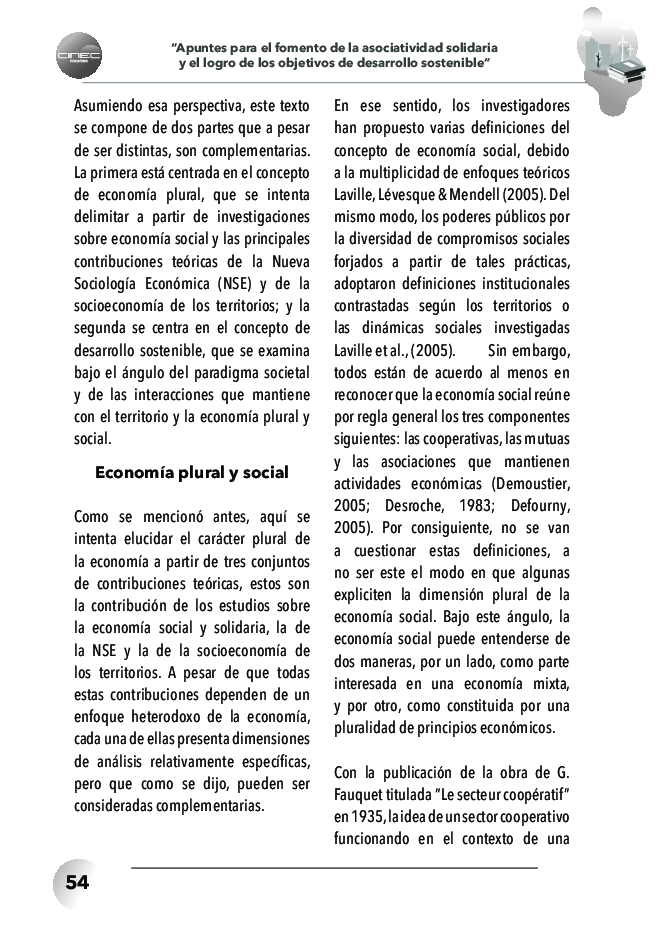 CINEC
COLOMBIA
“Apuntes para el fomento de la asociatividad solidaria
y el logro de los objetivos de desarrollo sostenible”
Asumiendo esa perspectiva, este texto
se compone de dos partes que a pesar
de ser distintas, son complementarias.
La primera está centrada en el concepto
de economía plural, que se intenta
delimitar a partir de investigaciones
sobre economía social y las principales
contribuciones teóricas de la Nueva
Sociología Económica (NSE) y de la
socioeconomía de los territorios; y la
segunda se centra en el concepto de
desarrollo sostenible, que se examina
bajo el ángulo del paradigma societal
y de las interacciones que mantiene
con el territorio y la economía plural y
social.
Economía plural y social
Como se mencionó antes, aquí se
intenta elucidar el carácter plural de
la economía a partir de tres conjuntos
de contribuciones teóricas, estos son
la contribución de los estudios sobre
la economía social y solidaria, la de
la NSE y la de la socioeconomía de
los territorios. A pesar de que todas
estas contribuciones dependen de un
enfoque heterodoxo de la economía,
cada una de ellas presenta dimensiones
de análisis relativamente específicas,
pero que como se dijo, pueden ser
consideradas complementarias.
En ese sentido, los investigadores
han propuesto varias definiciones del
concepto de economía social, debido
a la multiplicidad de enfoques teóricos
Laville, Lévesque & Mendell (2005). Del
mismo modo, los poderes públicos por
la diversidad de compromisos sociales
forjados a partir de tales prácticas,
adoptaron definiciones institucionales
contrastadas según los territorios o
las dinámicas sociales investigadas
Laville et al., (2005). Sin embargo,
todos están de acuerdo al menos en
reconocer que la economía social reúne
por regla general los tres componentes
siguientes: las cooperativas, las mutuas
y las asociaciones que mantienen
actividades económicas (Demoustier,
2005; Desroche, 1983; Defourny,
2005). Por consiguiente, no se van
a cuestionar estas definiciones, a
no ser este el modo en que algunas
expliciten la dimensión plural de la
economía social. Bajo este ángulo, la
economía social puede entenderse de
dos maneras, por un lado, como parte
interesada en una economía mixta,
y por otro, como constituida por una
pluralidad de principios económicos.
Con la publicación de la obra de G.
Fauquet titulada “Le secteur coopératif”
en 1935, la idea de un sector cooperativo
funcionando en el contexto de una
54